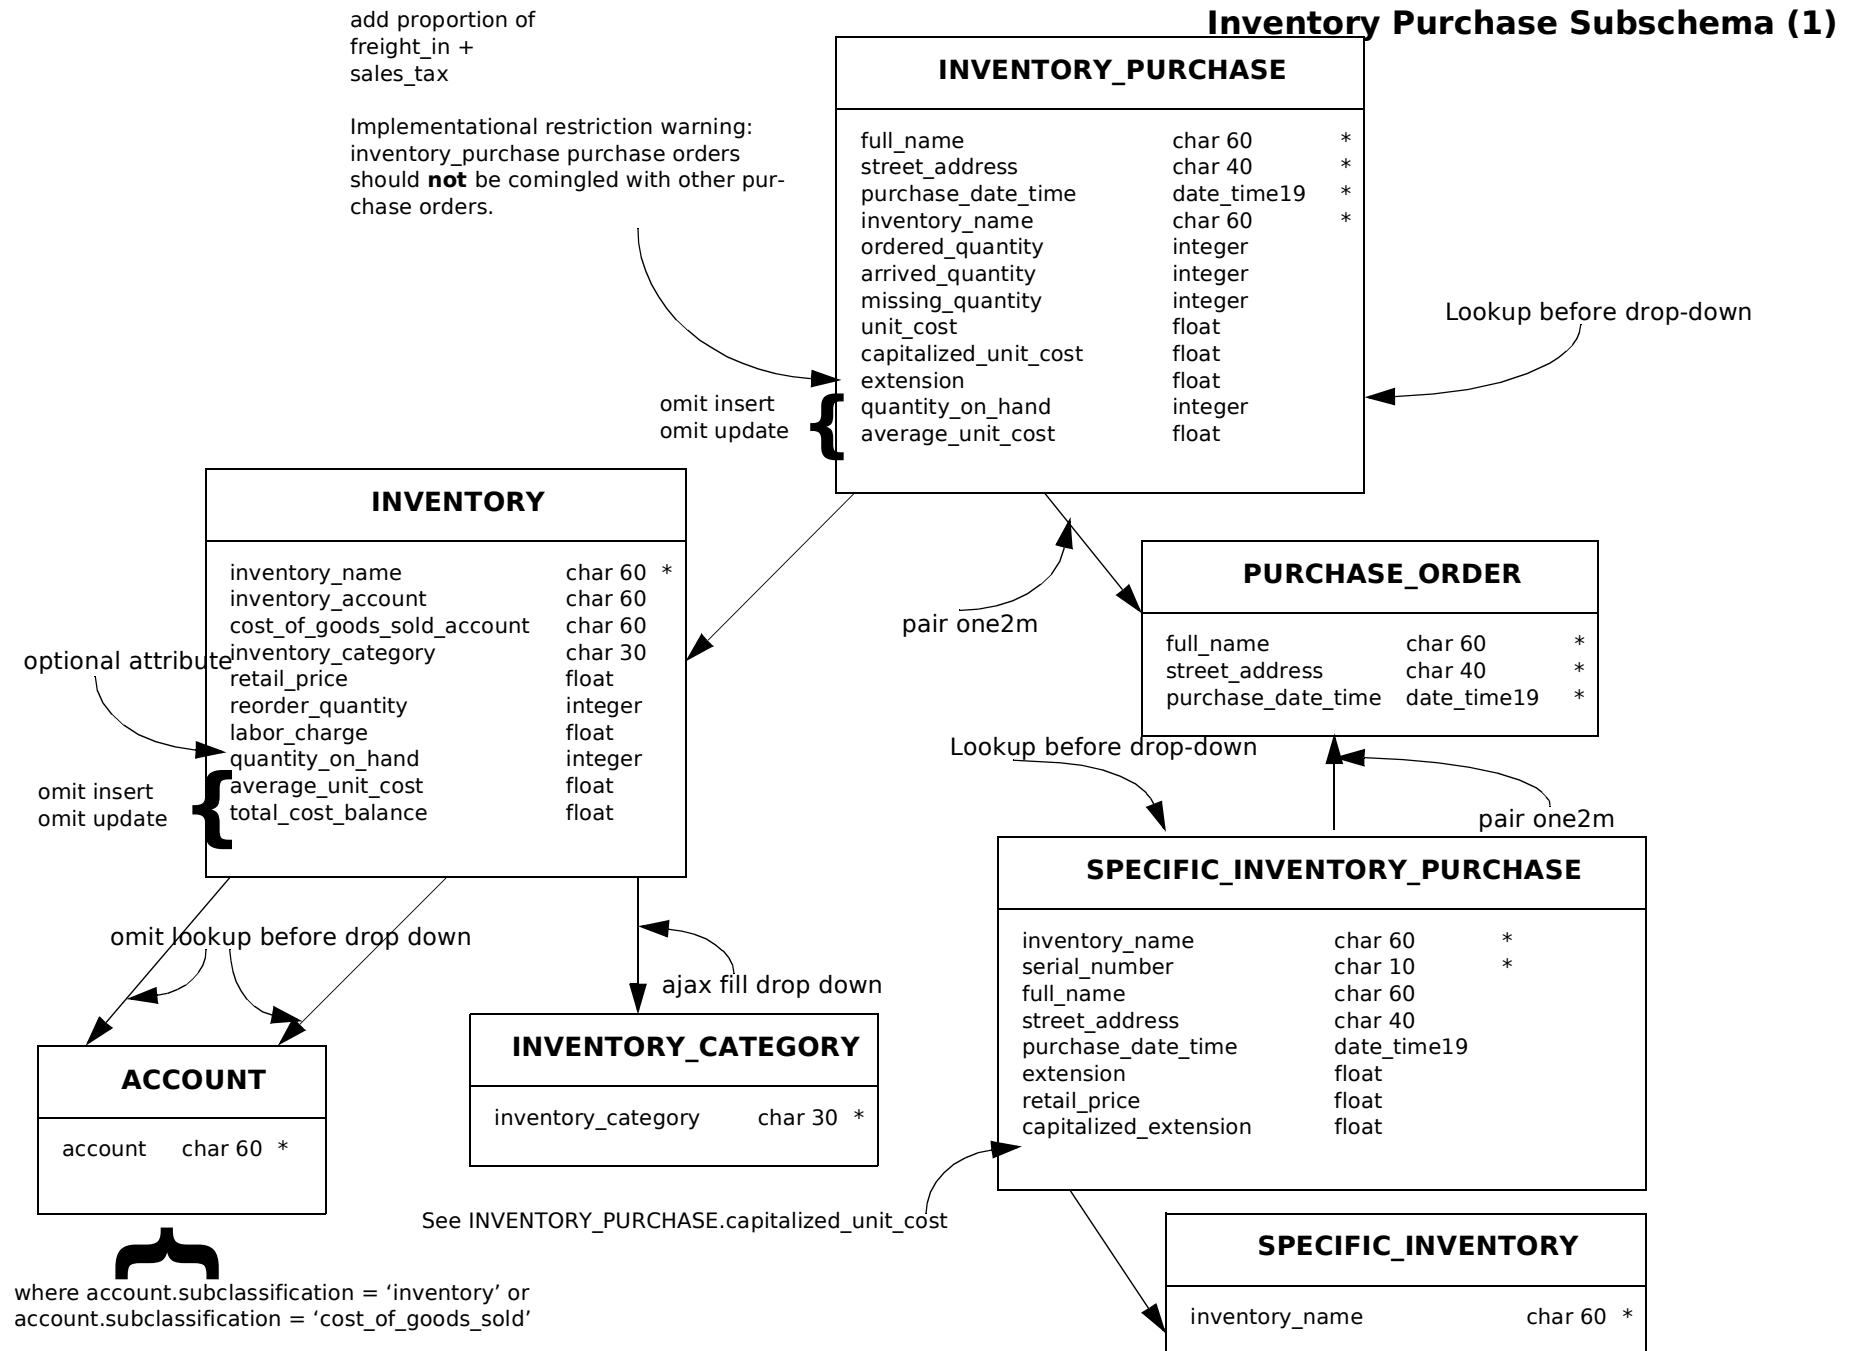 Inventory Purchase Subschema (1)
add proportion of
freight_in +
sales_tax
Implementational restriction warning:
inventory_purchase purchase orders
should not be comingled with other pur-
chase orders.
INVENTORY_PURCHASE
full_name char 60 *
street_address char 40 *
purchase_date_time date_time19 *
inventory_name char 60 *
ordered_quantity integer
arrived_quantity integer
missing_quantity integer
unit_cost float
capitalized_unit_cost float
extension float
quantity_on_hand integer
average_unit_cost float
Lookup before drop-down
omit insert
omit update
{
INVENTORY
inventory_name char 60 *
inventory_account char 60
cost_of_goods_sold_account char 60
inventory_category char 30
retail_price float
reorder_quantity integer
labor_charge float
quantity_on_hand integer
average_unit_cost float
total_cost_balance float
optional attribute
omit insert
omit update
{
pair one2m
PURCHASE_ORDER
full_name char 60 *
street_address char 40 *
purchase_date_time date_time19 *
Lookup before drop-down
pair one2m
SPECIFIC_INVENTORY_PURCHASE
inventory_name char 60 *
serial_number char 10 *
full_name char 60
street_address char 40
purchase_date_time date_time19
extension float
retail_price float
capitalized_extension float
omit lookup before drop down
ajax fill drop down
ACCOUNT
account char 60 *
INVENTORY_CATEGORY
inventory_category char 30 *
See INVENTORY_PURCHASE.capitalized_unit_cost
{
where account.subclassification = ‘inventory’ or
account.subclassification = ‘cost_of_goods_sold’
SPECIFIC_INVENTORY
inventory_name char 60 *